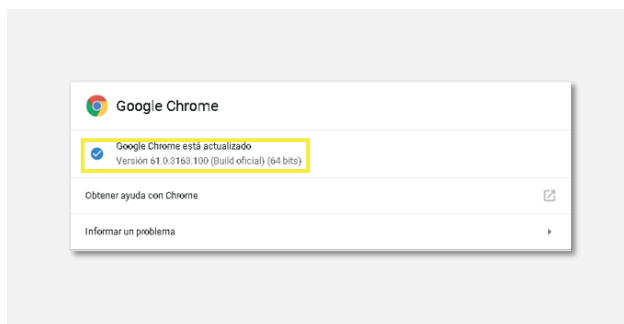 Google Chrome
Google Chrome está actualizado
Versión 61.0.3163.100 (Build oficial) (64 bits)
Obtener ayuda con Chrome
Informar un problema